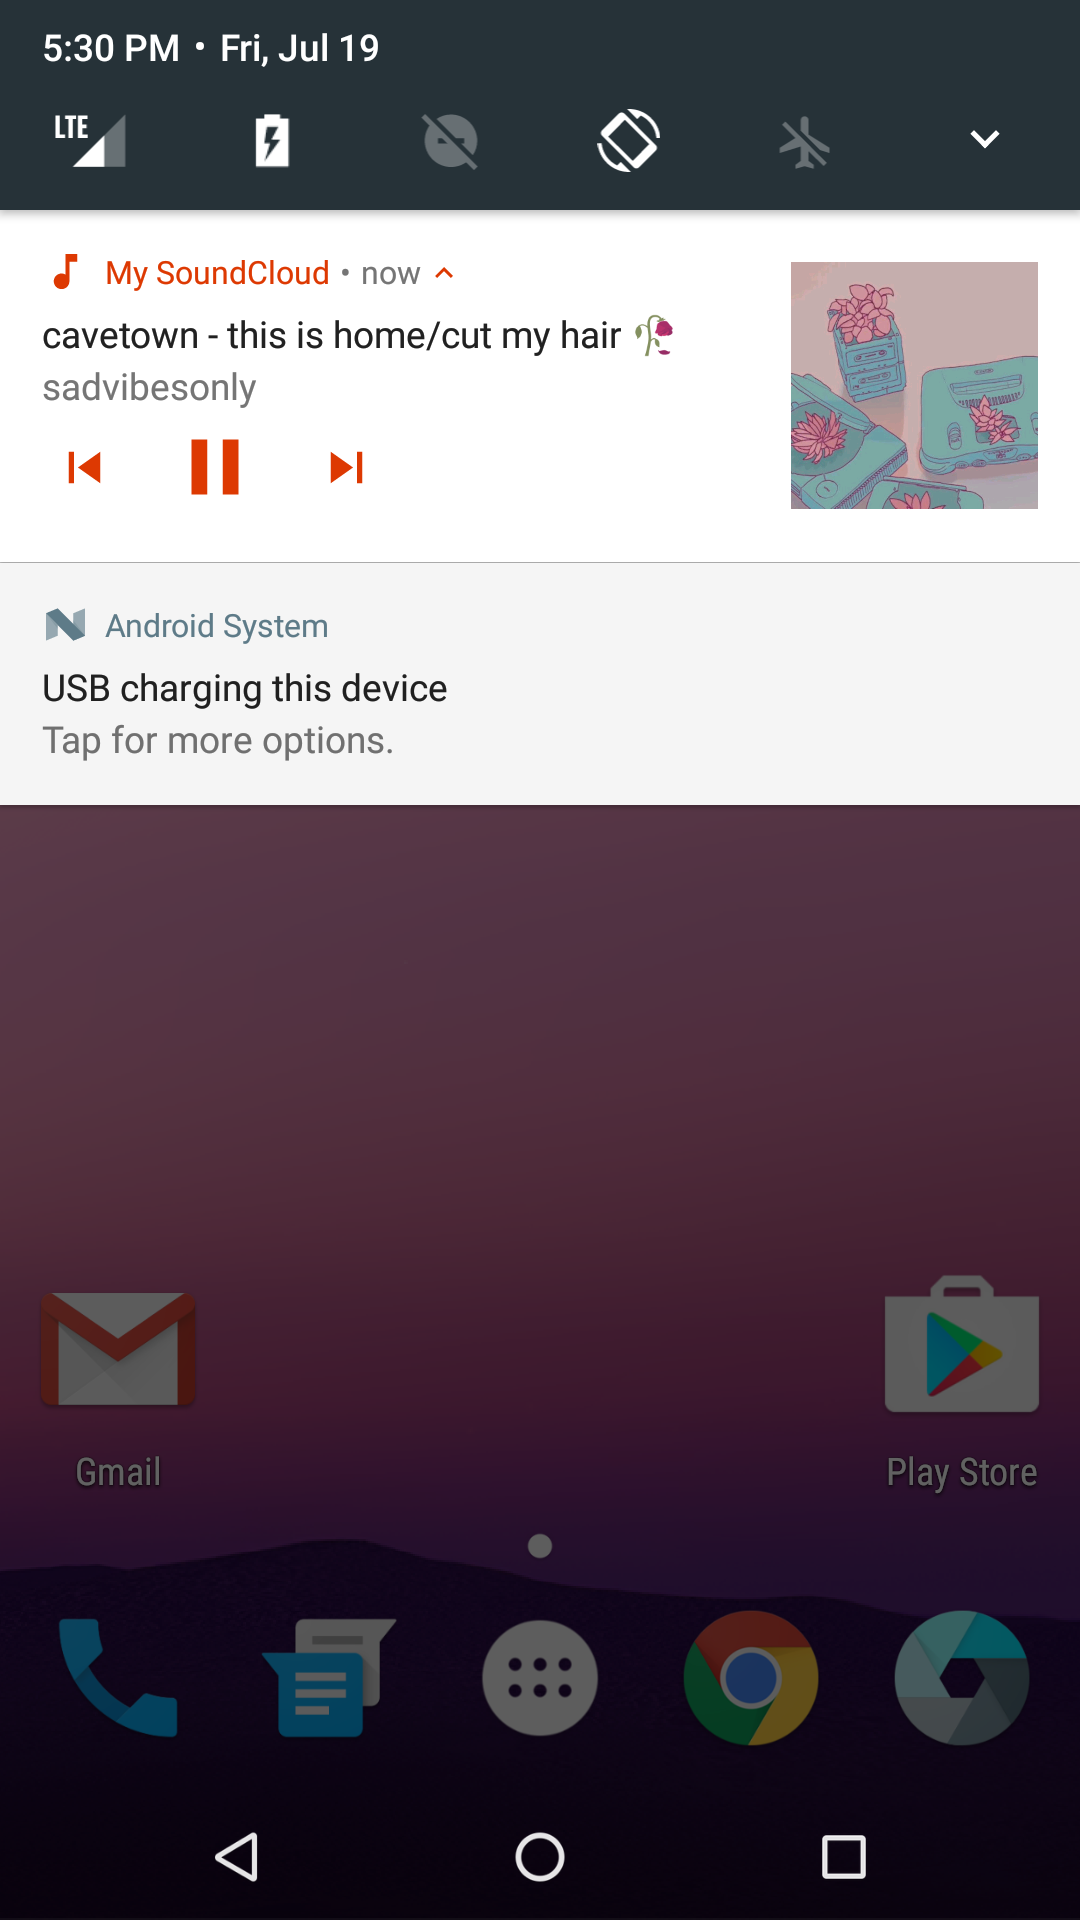 5:30 PM • Fri, Jul 19
LTE
My SoundCloud • now
cavetown - this is home/cut my hair 🥀
sadvibesonly
Android System
USB charging this device
Tap for more options.
Gmail
Play Store